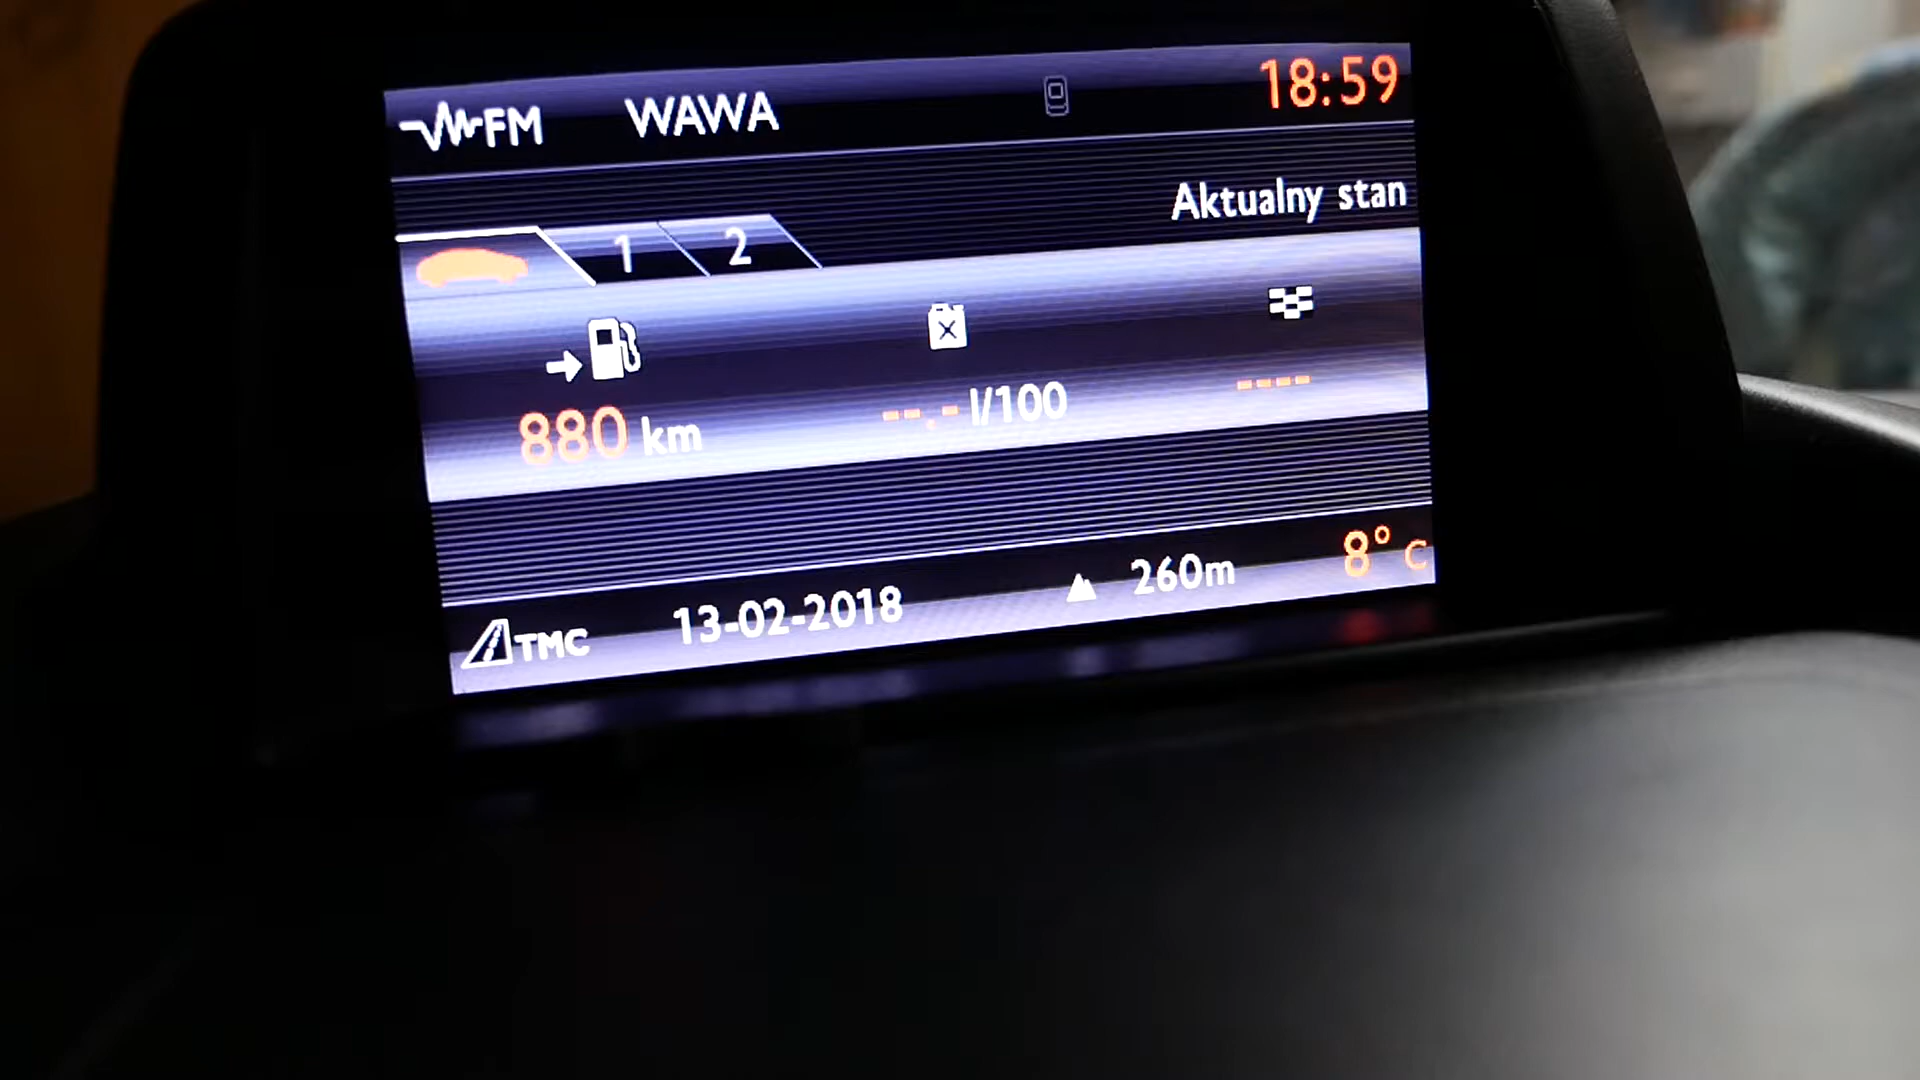 FM WAWA 18:59
Aktualny stan
1 2
880 km --.- l/100 ----
TMC 13-02-2018 260m 8° C